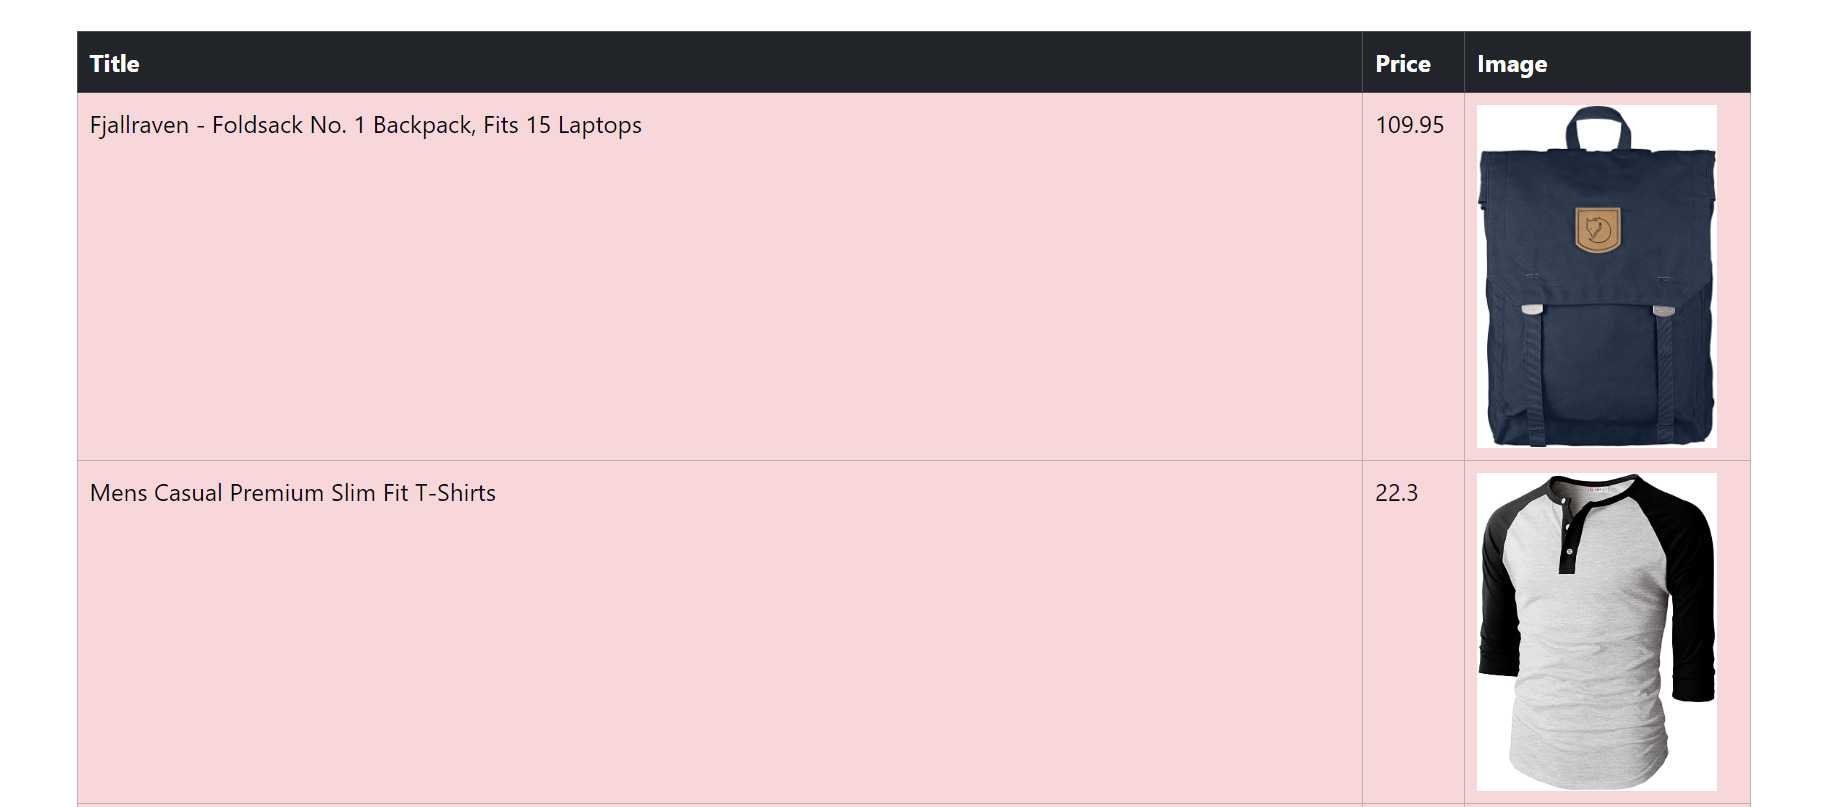 Title Price Image
Fjallraven - Foldsack No. 1 Backpack, Fits 15 Laptops 109.95
Mens Casual Premium Slim Fit T-Shirts 22.3